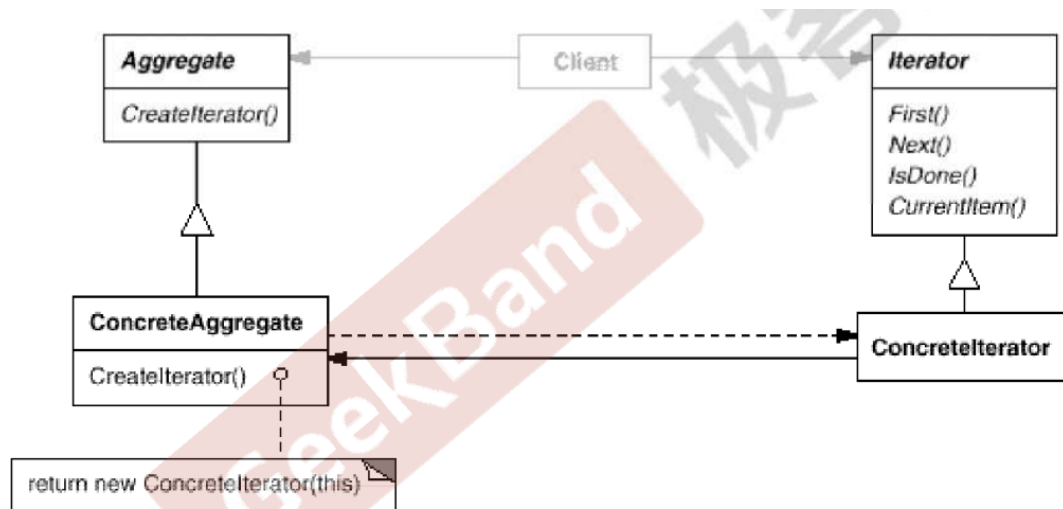 Aggregate
CreateIterator()
Client
Iterator
First()
Next()
IsDone()
CurrentItem()
ConcreteAggregate
CreateIterator()
ConcreteIterator
return new ConcreteIterator(this)
GeekBand
极客